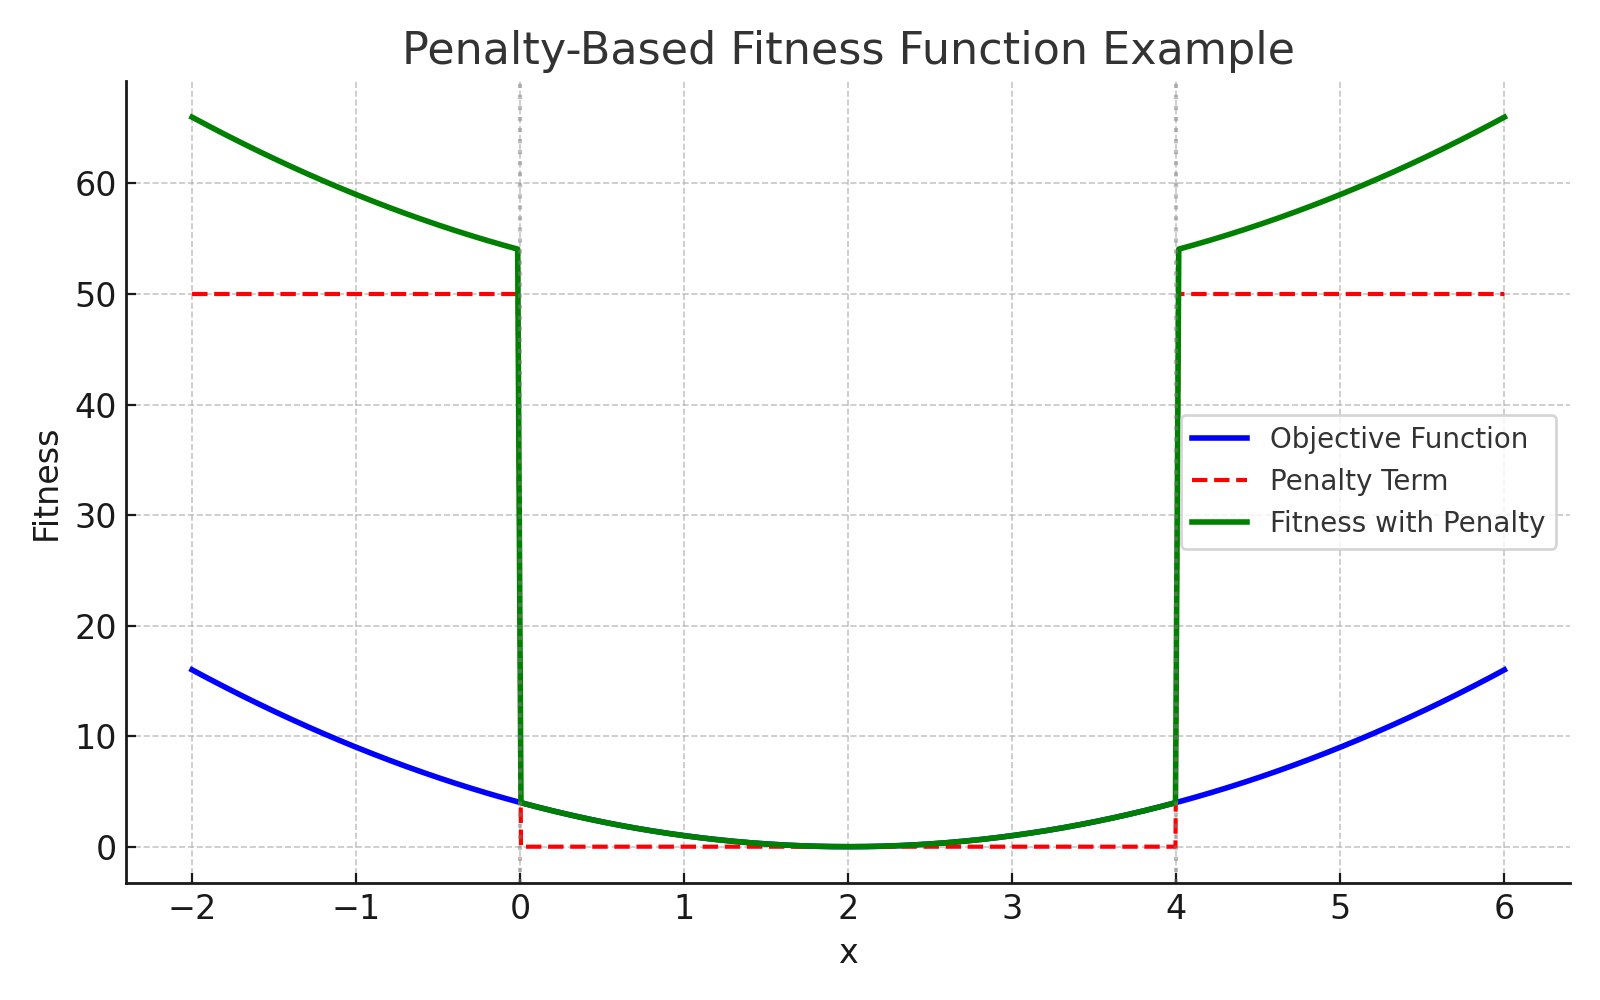 Penalty-Based Fitness Function Example
Fitness
60
50
40
30
20
10
0
Objective Function
Penalty Term
Fitness with Penalty
−2 −1 0 1 2 3 4 5 6
x